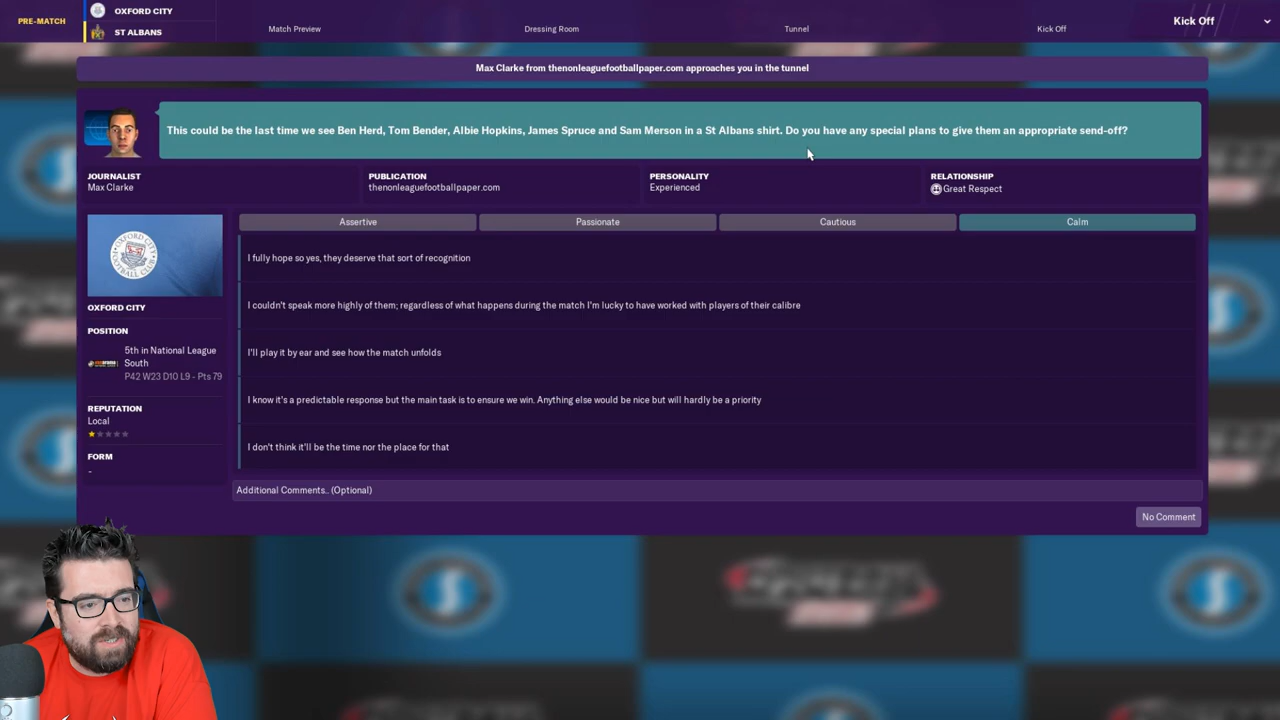 PRE-MATCH
OXFORD CITY
ST ALBANS
Match Preview
Dressing Room
Tunnel
Kick Off
Kick Off
Max Clarke from thenonleaguefootballpaper.com approaches you in the tunnel
This could be the last time we see Ben Herd, Tom Bender, Albie Hopkins, James Spruce and Sam Merson in a St Albans shirt. Do you have any special plans to give them an appropriate send-off?
JOURNALIST
Max Clarke
PUBLICATION
thenonleaguefootballpaper.com
PERSONALITY
Experienced
RELATIONSHIP
Great Respect
Assertive
Passionate
Cautious
Calm
I fully hope so yes, they deserve that sort of recognition
I couldn't speak more highly of them; regardless of what happens during the match I'm lucky to have worked with players of their calibre
I'll play it by ear and see how the match unfolds
I know it's a predictable response but the main task is to ensure we win. Anything else would be nice but will hardly be a priority
I don't think it'll be the time nor the place for that
OXFORD CITY
FOOTBALL CLUB
OXFORD CITY
POSITION
5th in National League
South
P42 W23 D10 L9 - Pts 79
REPUTATION
Local
FORM
-
Additional Comments.. (Optional)
No Comment